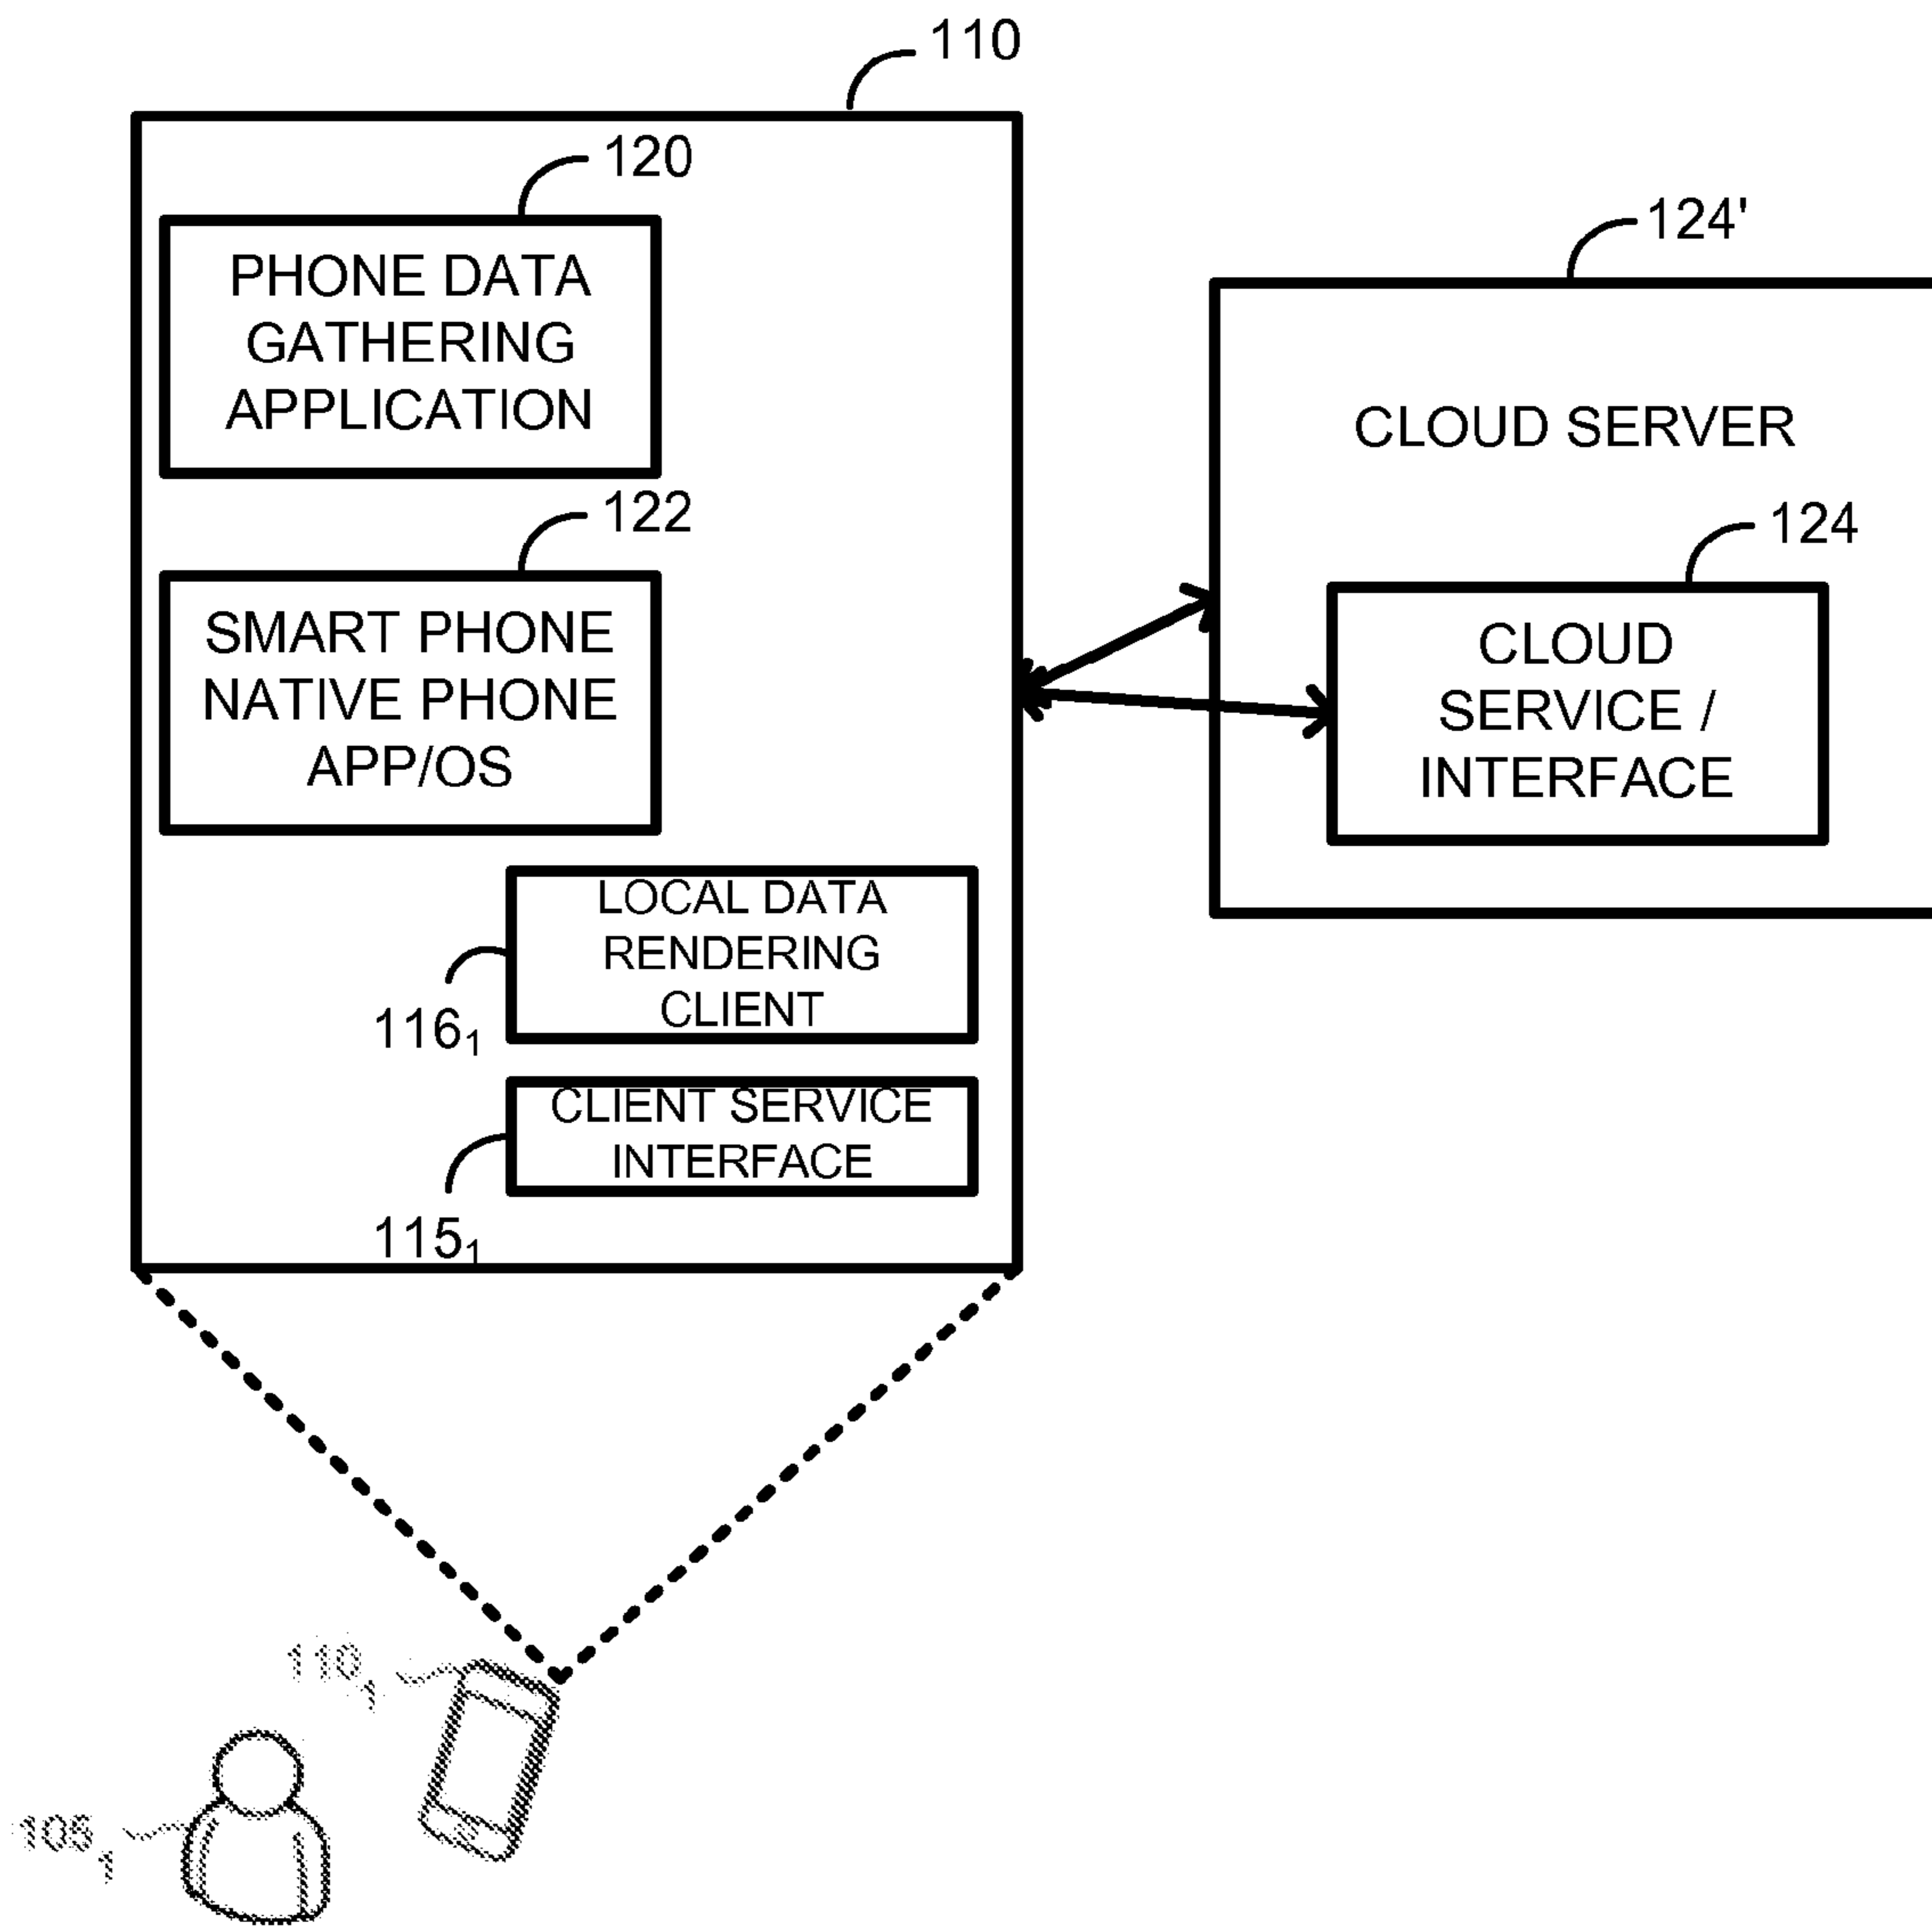 110
120
PHONE DATA
GATHERING
APPLICATION
124'
CLOUD SERVER
122
SMART PHONE
NATIVE PHONE
APP/OS
124
CLOUD
SERVICE /
INTERFACE
LOCAL DATA
RENDERING
CLIENT
116₁
CLIENT SERVICE
INTERFACE
115₁
110₁